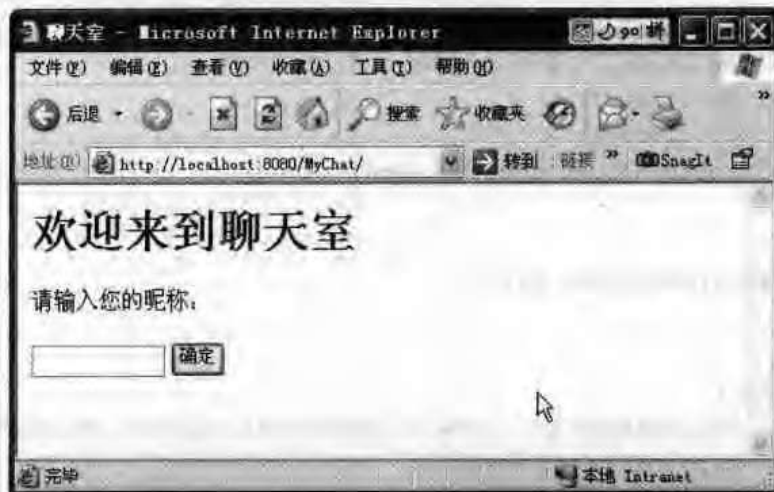 聊天室 - Microsoft Internet Explorer
文件(F) 编辑(E) 查看(V) 收藏(A) 工具(T) 帮助(H)
后退 搜索 收藏夹 »
地址(D) http://localhost:8080/MyChat/ 转到 链接 » SnagIt
欢迎来到聊天室
请输入您的昵称:
确定
完毕 本地 Intranet